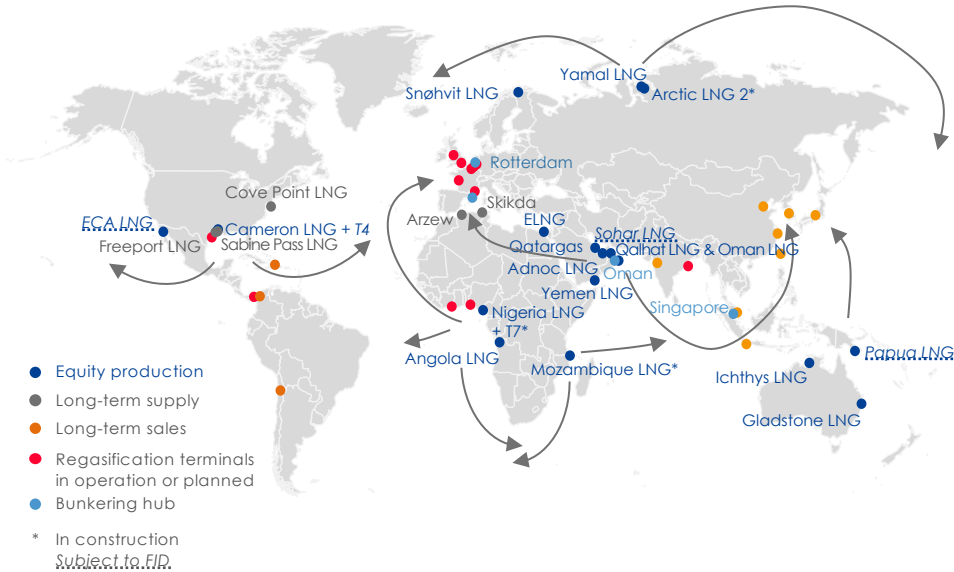 Yamal LNG
Snøhvit LNG
Arctic LNG 2*
Rotterdam
Cove Point LNG
Skikda
Arzew
ECA LNG
ELNG
Cameron LNG + T4
Freeport LNG
Sabine Pass LNG
Sohar LNG
Qatargas
Qalhat LNG & Oman LNG
Adnoc LNG
Oman
Yemen LNG
Singapore
Nigeria LNG
+ T7*
Angola LNG
Papua LNG
Mozambique LNG*
Ichthys LNG
Gladstone LNG
Equity production
Long-term supply
Long-term sales
Regasification terminals
in operation or planned
Bunkering hub
* In construction
Subject to FID